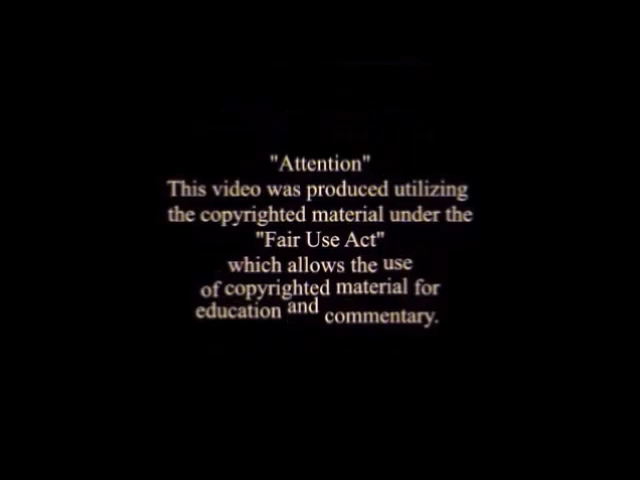 "Attention"
This video was produced utilizing
the copyrighted material under the
"Fair Use Act"
which allows the use
of copyrighted material for
education and commentary.